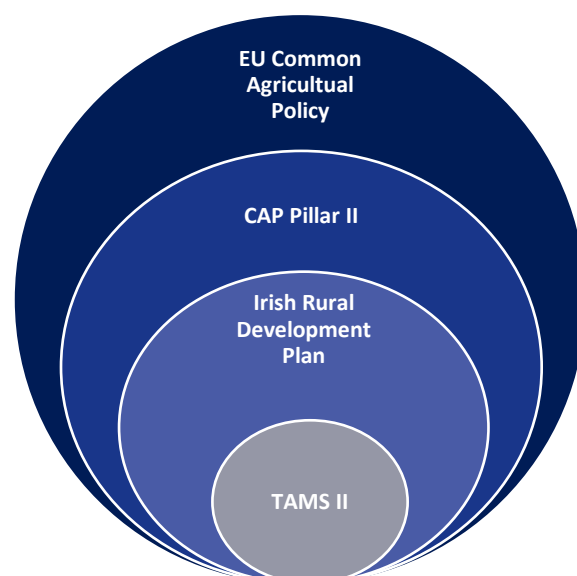 EU Common
Agricultual
Policy
CAP Pillar II
Irish Rural
Development
Plan
TAMS II